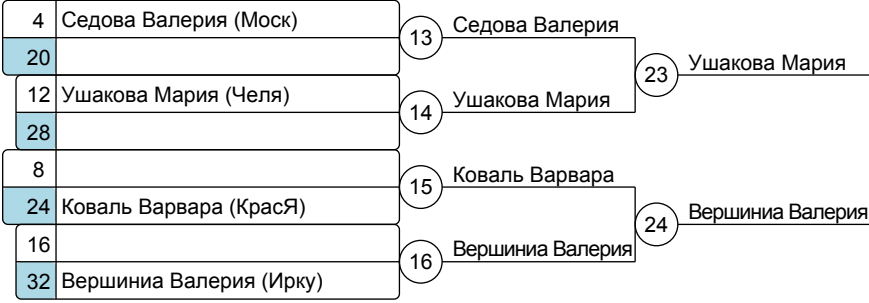 4 Седова Валерия (Моск)
20
13 Седова Валерия
12 Ушакова Мария (Челя)
28
14 Ушакова Мария
23 Ушакова Мария
8
24 Коваль Варвара (КрасЯ)
15 Коваль Варвара
16
32 Вершиниа Валерия (Ирку)
16 Вершиниа Валерия
24 Вершиниа Валерия